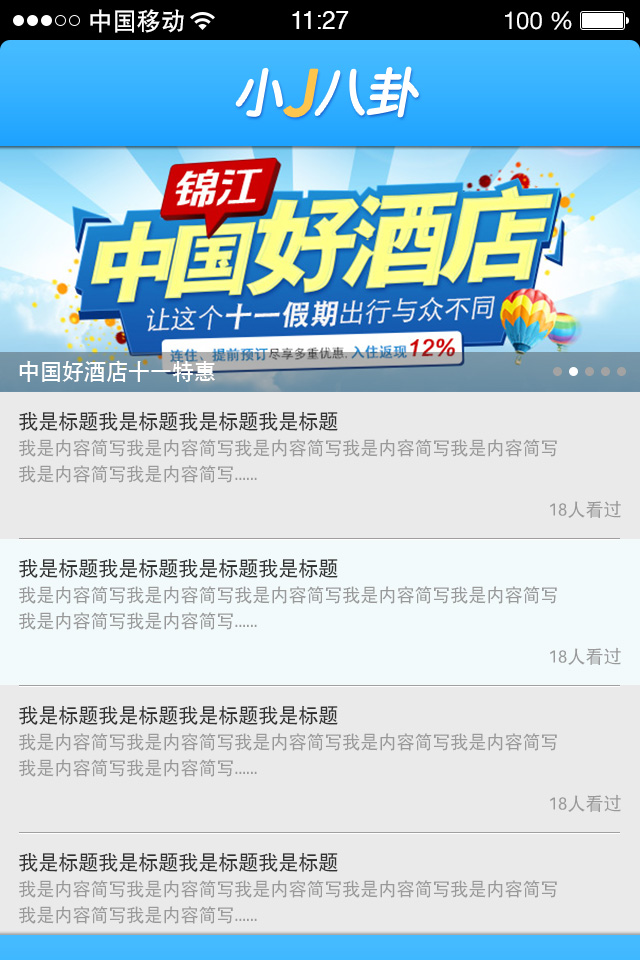 中国移动 11:27 100 %
小J八卦
锦江
中国好酒店
让这个十一假期出行与众不同
连住、提前预订尽享多重优惠,入住返现12%
中国好酒店十一特惠
我是标题我是标题我是标题我是标题
我是内容简写我是内容简写我是内容简写我是内容简写我是内容简写
我是内容简写我是内容简写......
18人看过
我是标题我是标题我是标题我是标题
我是内容简写我是内容简写我是内容简写我是内容简写我是内容简写
我是内容简写我是内容简写......
18人看过
我是标题我是标题我是标题我是标题
我是内容简写我是内容简写我是内容简写我是内容简写我是内容简写
我是内容简写我是内容简写......
18人看过
我是标题我是标题我是标题我是标题
我是内容简写我是内容简写我是内容简写我是内容简写我是内容简写
我是内容简写我是内容简写......